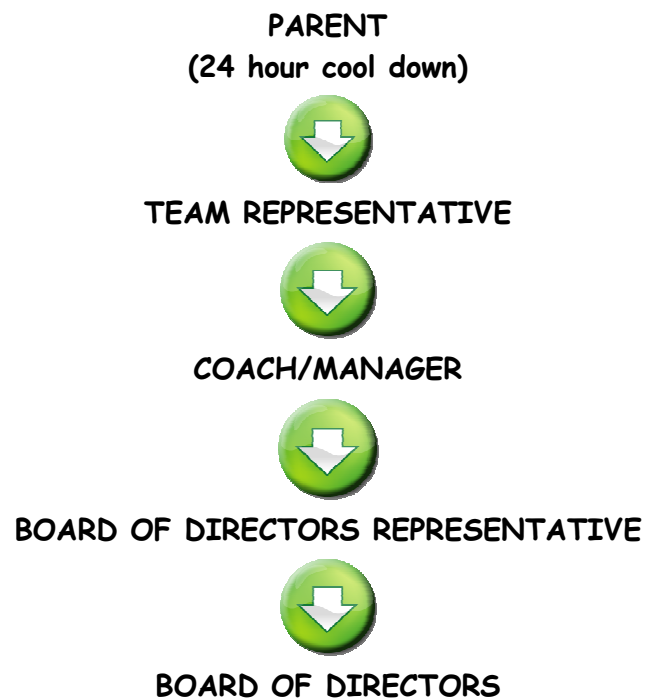 PARENT
(24 hour cool down)
TEAM REPRESENTATIVE
COACH/MANAGER
BOARD OF DIRECTORS REPRESENTATIVE
BOARD OF DIRECTORS